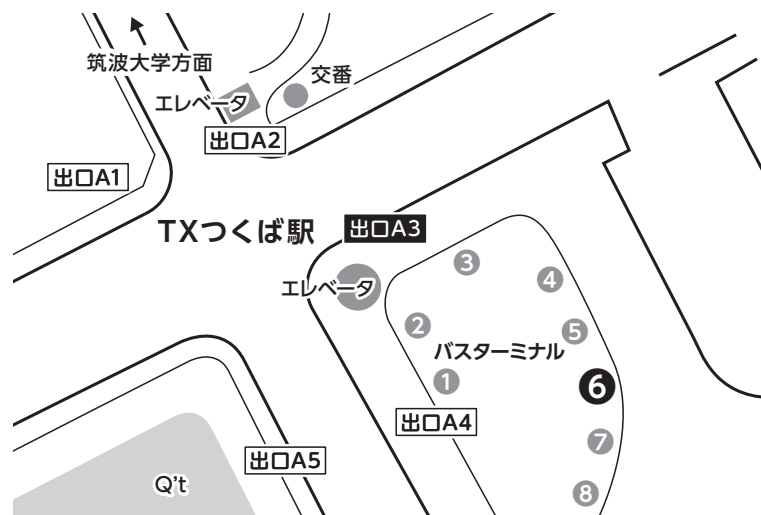 筑波大学方面
交番
エレベータ
出口A2
出口A1
TXつくば駅
出口A3
エレベータ
3
4
2
5
バスターミナル
1
6
出口A4
7
出口A5
Q't
8